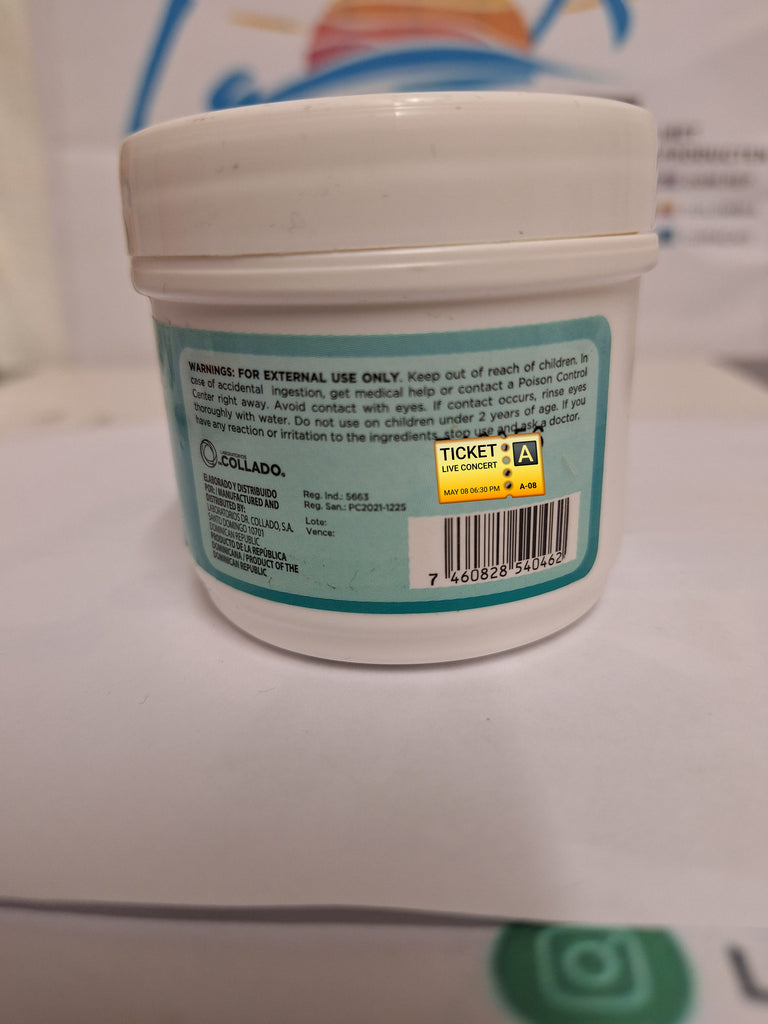 WARNINGS: FOR EXTERNAL USE ONLY. Keep out of reach of children. In
case of accidental ingestion, get medical help or contact a Poison Control
Center right away. Avoid contact with eyes. If contact occurs, rinse eyes
thoroughly with water. Do not use on children under 2 years of age. If you
have any reaction or irritation to the ingredients, stop use and ask a doctor.
LABORATORIOS
DR. COLLADO®
ELABORADO Y DISTRIBUIDO
POR: / MANUFACTURED AND
DISTRIBUTED BY:
LABORATORIOS DR. COLLADO, S.A.
SANTO DOMINGO 10701
DOMINICAN REPUBLIC
PRODUCTO DE LA REPÚBLICA
DOMINICANA / PRODUCT OF THE
DOMINICAN REPUBLIC
Reg. Ind.: 5663
Reg. San.: PC2021-1225
Lote:
Vence:
TICKET
LIVE CONCERT
MAY 08 06:30 PM
A
A-08
7 460828 540462